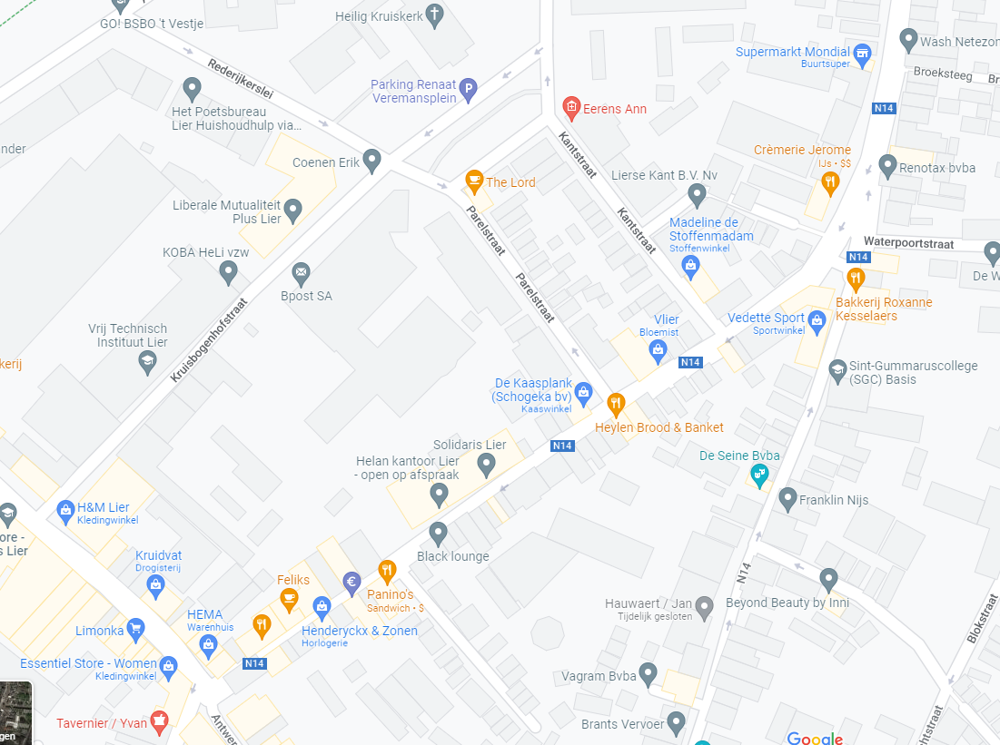 GO! BSBO 't Vestje
Heilig Kruiskerk
Wash Netezon
Supermarkt Mondial
Buurtsuper
Rederijkerslei
Broeksteeg
Br
Parking Renaat
Veremansplein
P
Het Poetsbureau
Lier Huishoudhulp via...
Eerens Ann
N14
nder
Kantstraat
Crèmerie Jerome
IJs • $$
Coenen Erik
Renotax bvba
Lierse Kant B.V. Nv
The Lord
Liberale Mutualiteit
Plus Lier
Parelstraat
Kantstraat
Madeline de
Stoffenmadam
Stoffenwinkel
Waterpoortstraat
KOBA HeLi vzw
N14
De W
Bpost SA
Parelstraat
Bakkerij Roxanne
Kesselaers
Vlier
Bloemist
Vedette Sport
Sportwinkel
Vrij Technisch
Instituut Lier
Kruisbogenhofstraat
kerij
N14
Sint-Gummaruscollege
(SGC) Basis
De Kaasplank
(Schogeka bv)
Kaaswinkel
Heylen Brood & Banket
Solidaris Lier
N14
De Seine Bvba
Helan kantoor Lier
- open op afspraak
Franklin Nijs
H&M Lier
Kledingwinkel
ore -
s Lier
Black lounge
Kruidvat
Drogisterij
N14
Feliks
€
Panino's
Sandwich • $
Beyond Beauty by Inni
Hauwaert / Jan
Tijdelijk gesloten
Blokstraat
HEMA
Warenhuis
Limonka
Henderyckx & Zonen
Horlogerie
Essentiel Store - Women
Kledingwinkel
N14
Vagram Bvba
Tavernier / Yvan
Antwe
Brants Vervoer
chtstraat
gen
Google